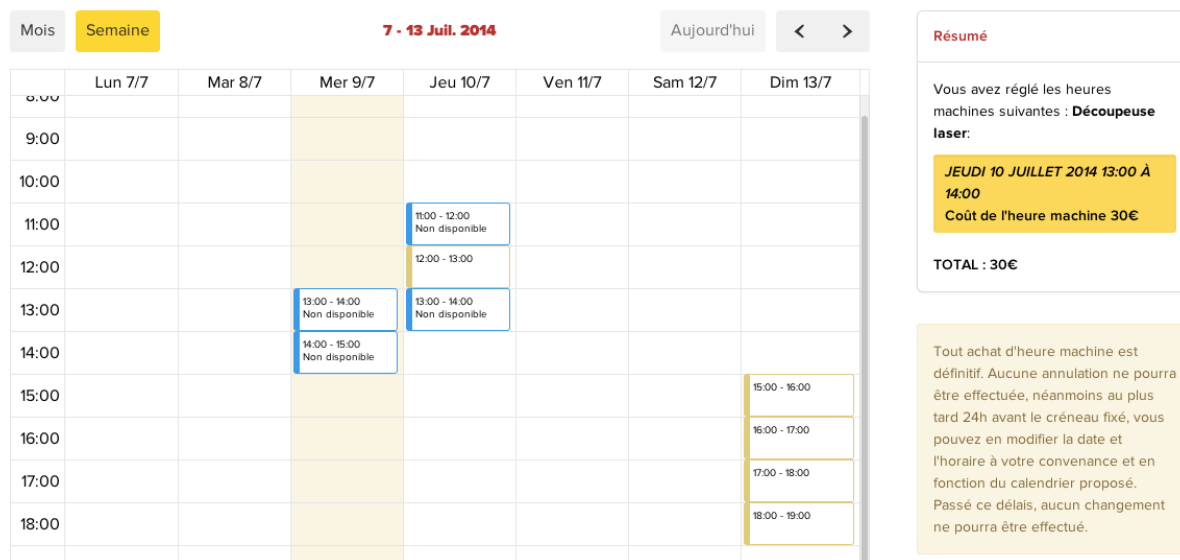 Mois
Semaine
7 - 13 Juil. 2014
Aujourd'hui
Lun 7/7
Mar 8/7
Mer 9/7
Jeu 10/7
Ven 11/7
Sam 12/7
Dim 13/7
8:00
9:00
10:00
11:00
11:00 - 12:00
Non disponible
12:00
12:00 - 13:00
13:00
13:00 - 14:00
Non disponible
13:00 - 14:00
Non disponible
14:00
14:00 - 15:00
Non disponible
15:00
15:00 - 16:00
16:00
16:00 - 17:00
17:00
17:00 - 18:00
18:00
18:00 - 19:00
Résumé
Vous avez réglé les heures
machines suivantes : Découpeuse
laser:
JEUDI 10 JUILLET 2014 13:00 À
14:00
Coût de l'heure machine 30€
TOTAL : 30€
Tout achat d'heure machine est
définitif. Aucune annulation ne pourra
être effectuée, néanmoins au plus
tard 24h avant le créneau fixé, vous
pouvez en modifier la date et
l'horaire à votre convenance et en
fonction du calendrier proposé.
Passé ce délais, aucun changement
ne pourra être effectué.